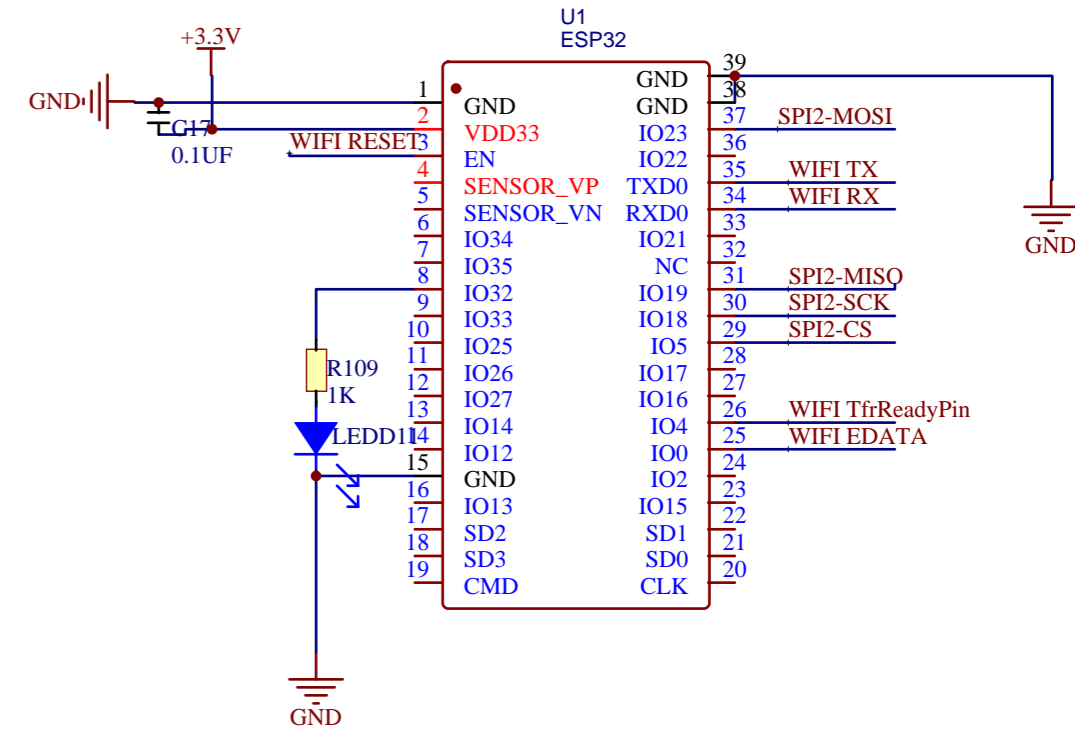 U1
ESP32
+3.3V
GND
C17
0.1UF
WIFI RESET
1 GND
2 VDD33
3 EN
4 SENSOR_VP
5 SENSOR_VN
6 IO34
7 IO35
8 IO32
9 IO33
10 IO25
11 IO26
12 IO27
13 IO14
14 IO12
15 GND
16 IO13
17 SD2
18 SD3
19 CMD
R109
1K
LEDD11
GND
GND 39
GND 38
IO23 37 SPI2-MOSI
IO22 36
TXD0 35 WIFI TX
RXD0 34 WIFI RX
IO21 33
NC 32
IO19 31 SPI2-MISO
IO18 30 SPI2-SCK
IO5 29 SPI2-CS
IO17 28
IO16 27
IO4 26 WIFI TfrReadyPin
IO0 25 WIFI EDATA
IO2 24
IO15 23
SD1 22
SD0 21
CLK 20
GND